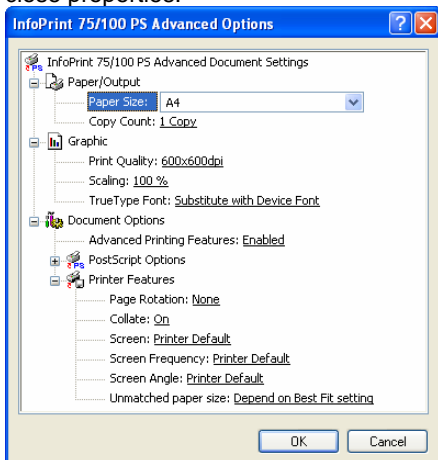 close properties.
InfoPrint 75/100 PS Advanced Options
InfoPrint 75/100 PS Advanced Document Settings
Paper/Output
Paper Size: A4
Copy Count: 1 Copy
Graphic
Print Quality: 600x600dpi
Scaling: 100 %
TrueType Font: Substitute with Device Font
Document Options
Advanced Printing Features: Enabled
PostScript Options
Printer Features
Page Rotation: None
Collate: On
Screen: Printer Default
Screen Frequency: Printer Default
Screen Angle: Printer Default
Unmatched paper size: Depend on Best Fit setting
OK Cancel